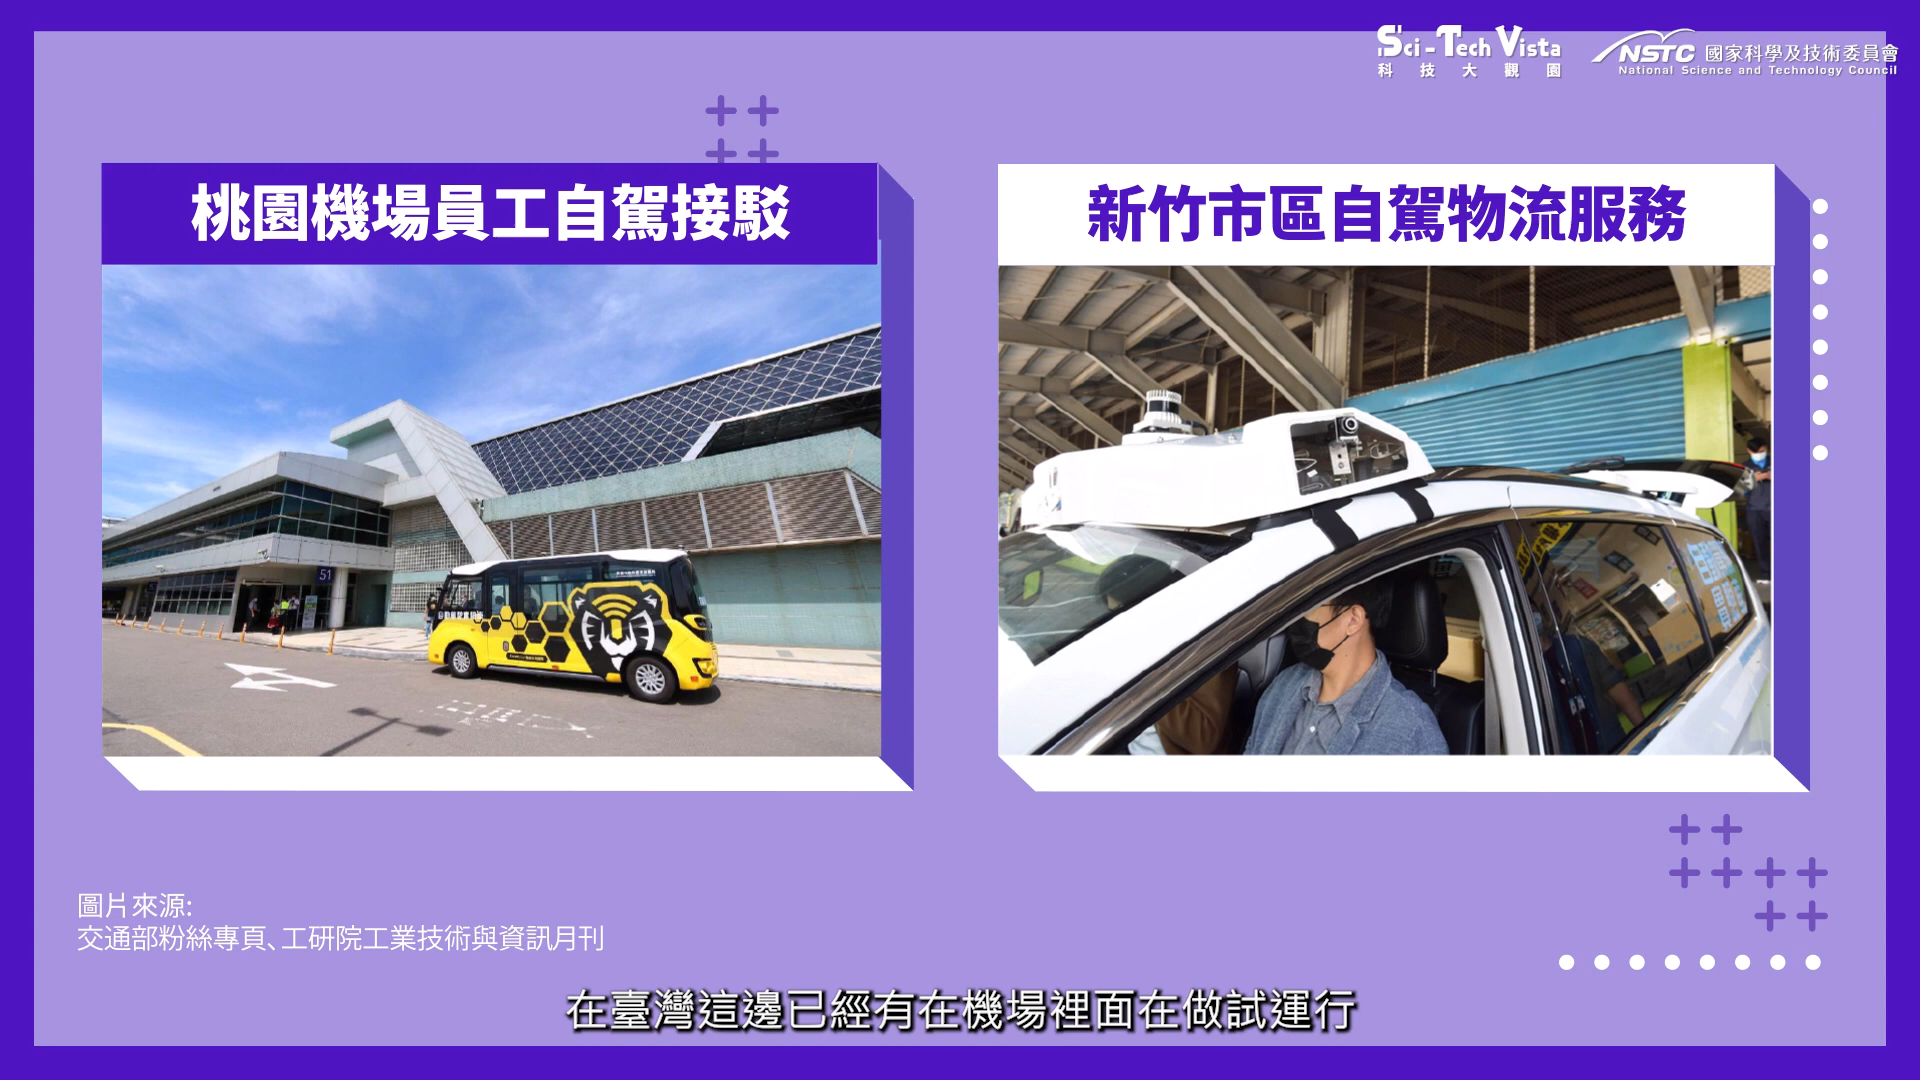 Sci-Tech Vista
科技大觀園
NSTC 國家科學及技術委員會
National Science and Technology Council
桃園機場員工自駕接駁
新竹市區自駕物流服務
51
圖片來源:
交通部粉絲專頁、工研院工業技術與資訊月刊
在臺灣這邊已經有在機場裡面在做試運行